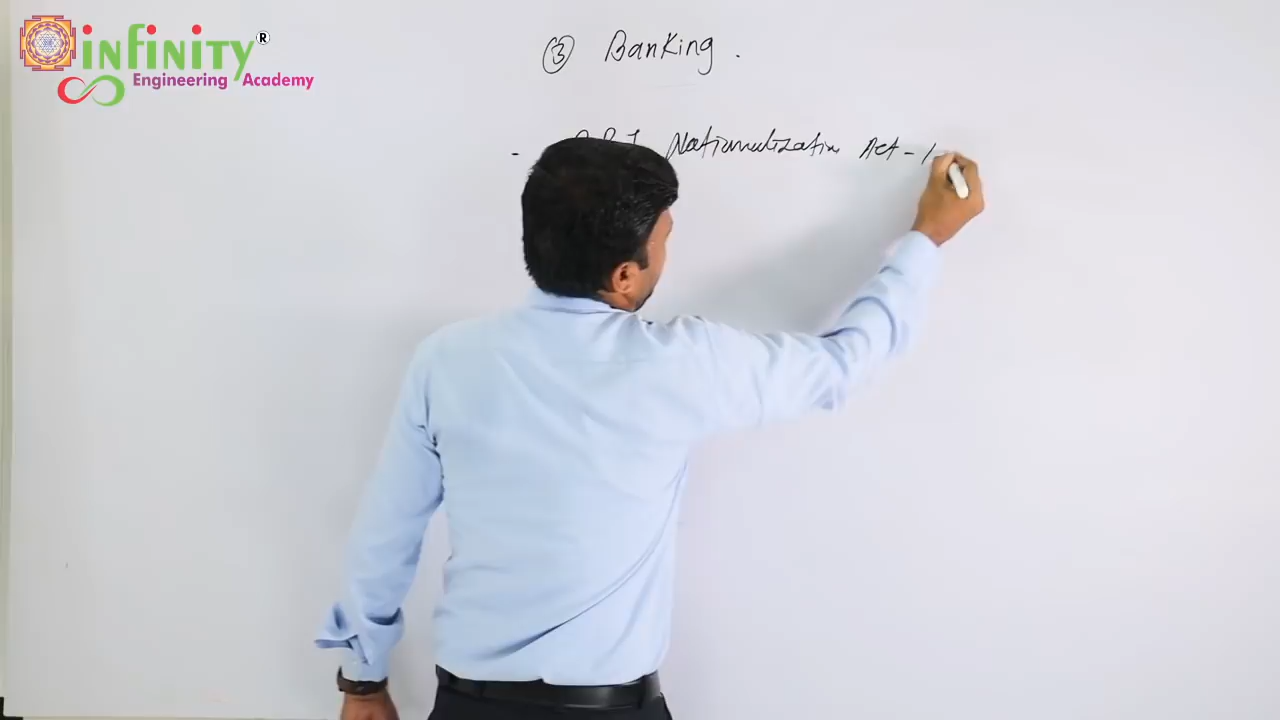 infinity®
Engineering Academy
③ Banking .
- Nationalization Act - 1